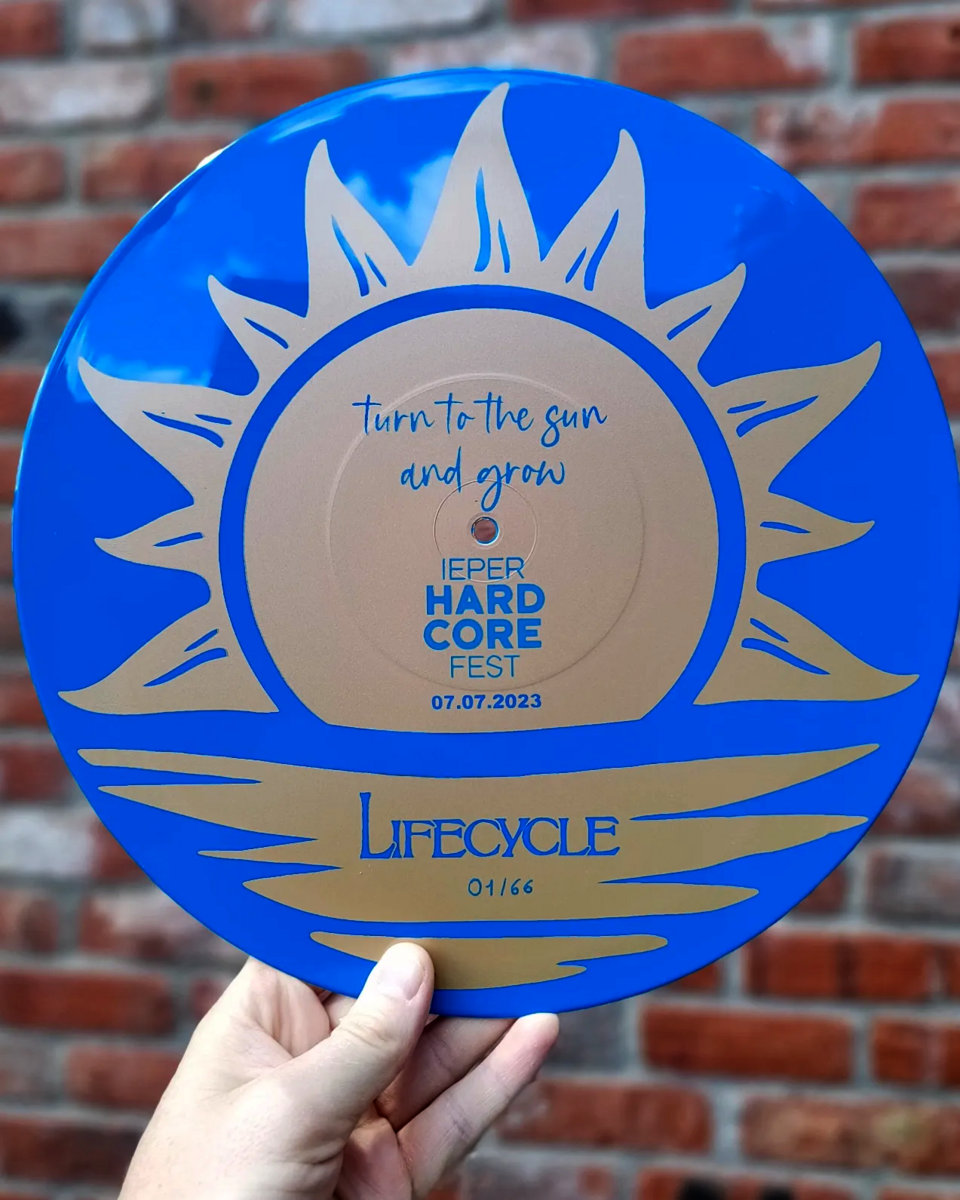 turn to the sun
and grow
IEPER
HARD
CORE
FEST
07.07.2023
LIFECYCLE
01/66